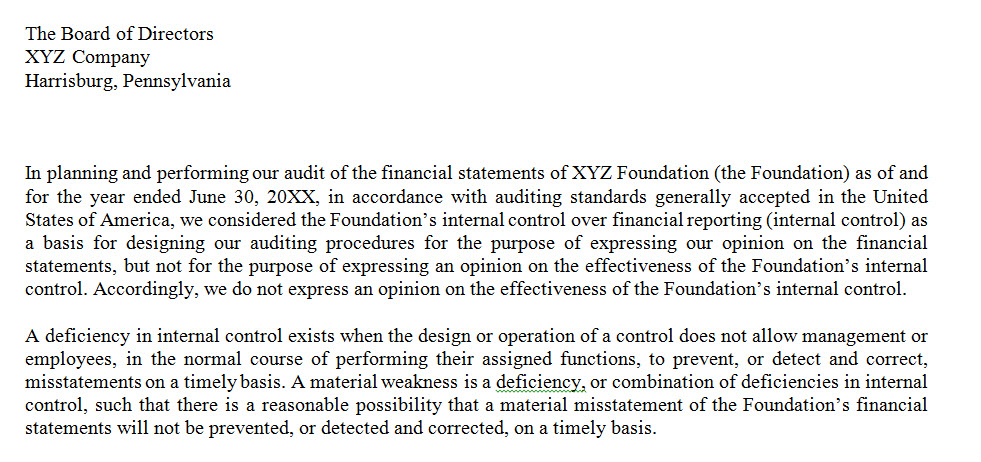 The Board of Directors
XYZ Company
Harrisburg, Pennsylvania
In planning and performing our audit of the financial statements of XYZ Foundation (the Foundation) as of and
for the year ended June 30, 20XX, in accordance with auditing standards generally accepted in the United
States of America, we considered the Foundation’s internal control over financial reporting (internal control) as
a basis for designing our auditing procedures for the purpose of expressing our opinion on the financial
statements, but not for the purpose of expressing an opinion on the effectiveness of the Foundation’s internal
control. Accordingly, we do not express an opinion on the effectiveness of the Foundation’s internal control.
A deficiency in internal control exists when the design or operation of a control does not allow management or
employees, in the normal course of performing their assigned functions, to prevent, or detect and correct,
misstatements on a timely basis. A material weakness is a deficiency, or combination of deficiencies in internal
control, such that there is a reasonable possibility that a material misstatement of the Foundation’s financial
statements will not be prevented, or detected and corrected, on a timely basis.